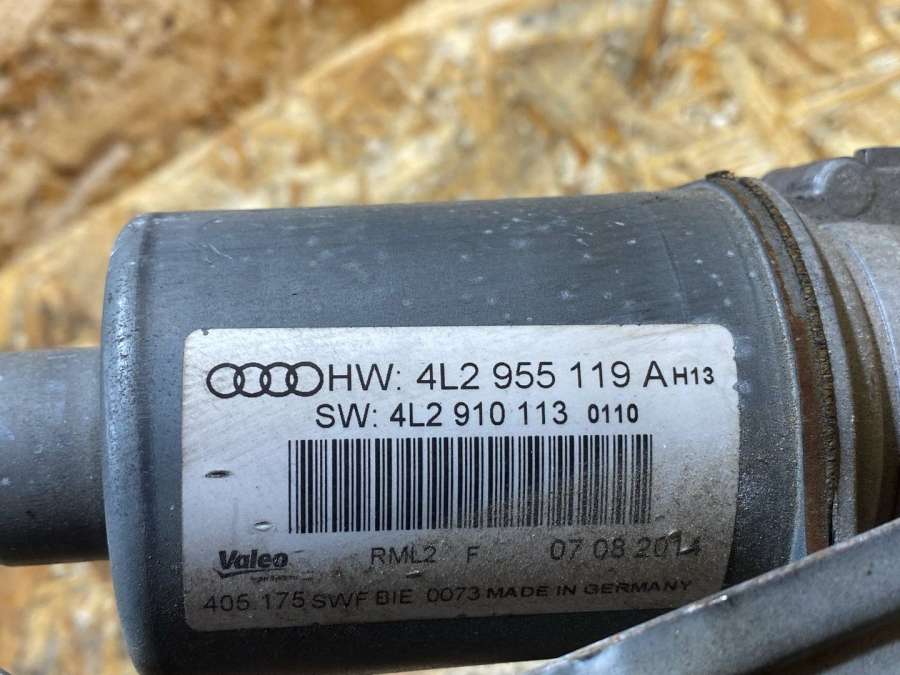 HW: 4L2 955 119 A H13
SW: 4L2 910 113 0110
Valeo RML2 F 07 08 2014
405 175 SWF BIE 0073 MADE IN GERMANY